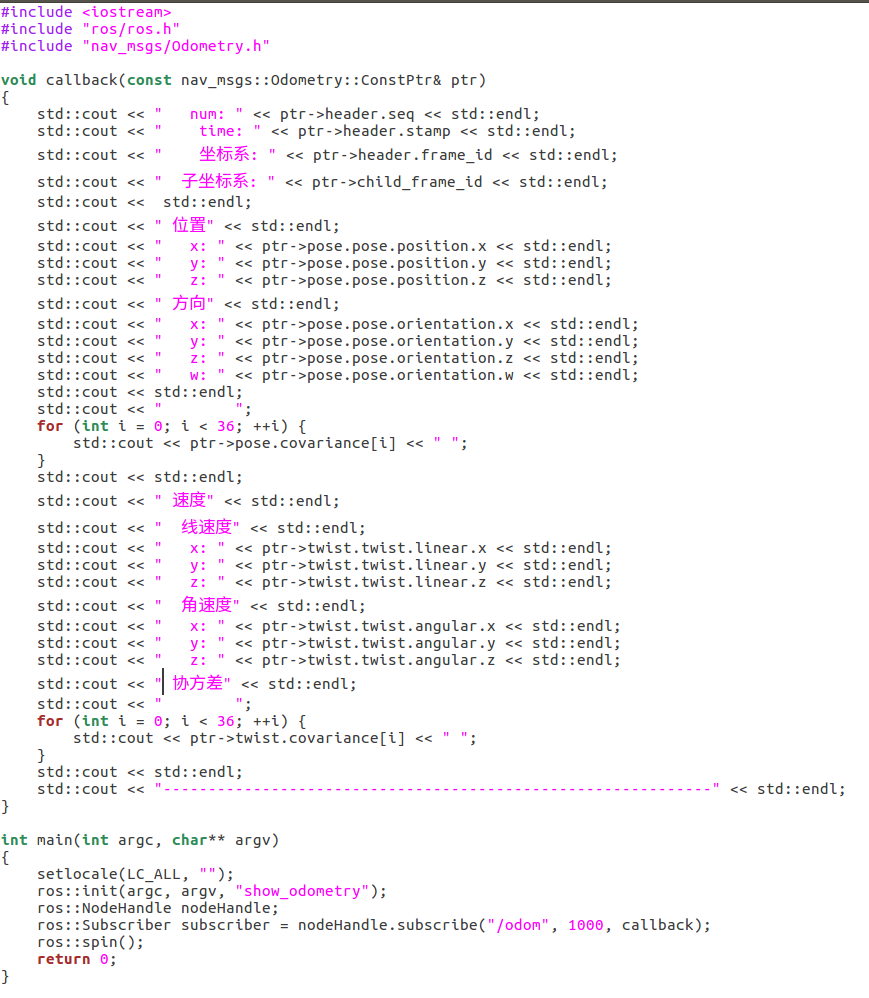 #include <iostream>
#include "ros/ros.h"
#include "nav_msgs/Odometry.h"

void callback(const nav_msgs::Odometry::ConstPtr& ptr)
{
    std::cout << "   num: " << ptr->header.seq << std::endl;
    std::cout << "    time: " << ptr->header.stamp << std::endl;
    std::cout << "    坐标系: " << ptr->header.frame_id << std::endl;
    std::cout << "  子坐标系: " << ptr->child_frame_id << std::endl;
    std::cout <<  std::endl;
    std::cout << " 位置" << std::endl;
    std::cout << "   x: " << ptr->pose.pose.position.x << std::endl;
    std::cout << "   y: " << ptr->pose.pose.position.y << std::endl;
    std::cout << "   z: " << ptr->pose.pose.position.z << std::endl;
    std::cout << " 方向" << std::endl;
    std::cout << "   x: " << ptr->pose.pose.orientation.x << std::endl;
    std::cout << "   y: " << ptr->pose.pose.orientation.y << std::endl;
    std::cout << "   z: " << ptr->pose.pose.orientation.z << std::endl;
    std::cout << "   w: " << ptr->pose.pose.orientation.w << std::endl;
    std::cout << std::endl;
    std::cout << "        ";
    for (int i = 0; i < 36; ++i) {
        std::cout << ptr->pose.covariance[i] << " ";
    }
    std::cout << std::endl;
    std::cout << " 速度" << std::endl;
    std::cout << "  线速度" << std::endl;
    std::cout << "   x: " << ptr->twist.twist.linear.x << std::endl;
    std::cout << "   y: " << ptr->twist.twist.linear.y << std::endl;
    std::cout << "   z: " << ptr->twist.twist.linear.z << std::endl;
    std::cout << "  角速度" << std::endl;
    std::cout << "   x: " << ptr->twist.twist.angular.x << std::endl;
    std::cout << "   y: " << ptr->twist.twist.angular.y << std::endl;
    std::cout << "   z: " << ptr->twist.twist.angular.z << std::endl;
    std::cout << " 协方差" << std::endl;
    std::cout << "        ";
    for (int i = 0; i < 36; ++i) {
        std::cout << ptr->twist.covariance[i] << " ";
    }
    std::cout << std::endl;
    std::cout << "-------------------------------------------------------------" << std::endl;
}

int main(int argc, char** argv)
{
    setlocale(LC_ALL, "");
    ros::init(argc, argv, "show_odometry");
    ros::NodeHandle nodeHandle;
    ros::Subscriber subscriber = nodeHandle.subscribe("/odom", 1000, callback);
    ros::spin();
    return 0;
}